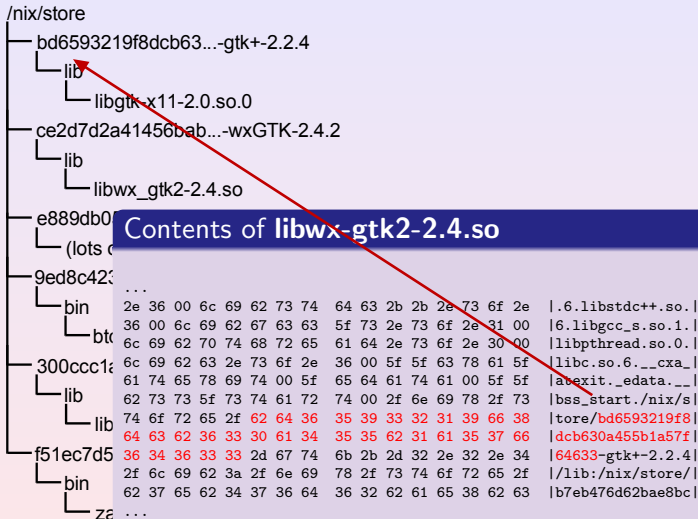 /nix/store
bd6593219f8dcb63...-gtk+-2.2.4
lib
libgtk-x11-2.0.so.0
ce2d7d2a41456bab...-wxGTK-2.4.2
lib
libwx_gtk2-2.4.so
e889db0
(lots
9ed8c423
bin
300ccc1a
lib
lib
f51ec7d5
bin
za
Contents of libwx-gtk2-2.4.so
...
2e 36 00 6c 69 62 73 74 64 63 2b 2b 2e 73 6f 2e |.6.libstdc++.so.|
36 00 6c 69 62 67 63 63 5f 73 2e 73 6f 2e 31 00 |6.libgcc_s.so.1.|
6c 69 62 70 74 68 72 65 61 64 2e 73 6f 2e 30 00 |libpthread.so.0.|
6c 69 62 63 2e 73 6f 2e 36 00 5f 5f 63 78 61 5f |libc.so.6.__cxa_|
61 74 65 78 69 74 00 5f 65 64 61 74 61 00 5f 5f |atexit._edata.__|
62 73 73 5f 73 74 61 72 74 00 2f 6e 69 78 2f 73 |bss_start./nix/s|
74 6f 72 65 2f 62 64 36 35 39 33 32 31 39 66 38 |tore/bd6593219f8|
64 63 62 36 33 30 61 34 35 35 62 31 61 35 37 66 |dcb630a455b1a57f|
36 34 36 33 33 2d 67 74 6b 2b 2d 32 2e 32 2e 34 |64633-gtk+-2.2.4|
2f 6c 69 62 3a 2f 6e 69 78 2f 73 74 6f 72 65 2f |/lib:/nix/store/|
62 37 65 62 34 37 36 64 36 32 62 61 65 38 62 63 |b7eb476d62bae8bc|
...